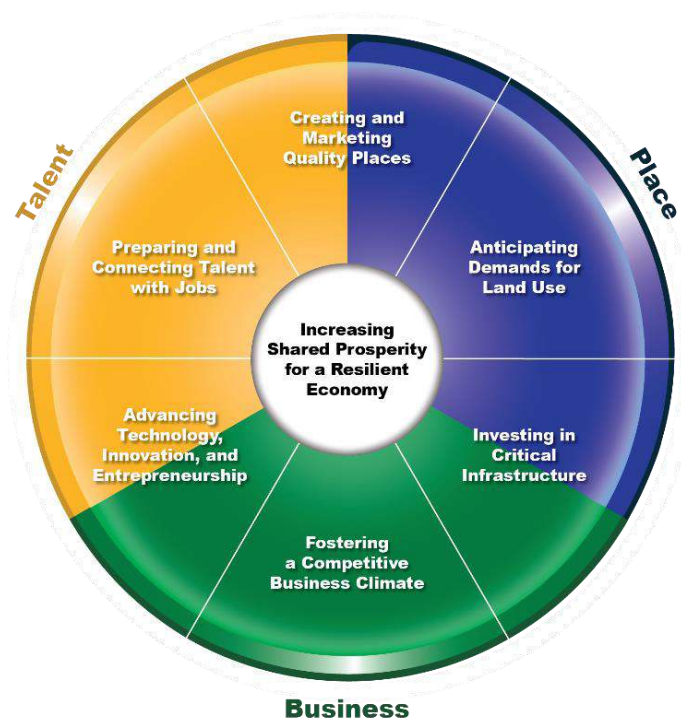 Talent
Place
Creating and
Marketing
Quality Places
Preparing and
Connecting Talent
with Jobs
Anticipating
Demands for
Land Use
Increasing
Shared Prosperity
for a Resilient
Economy
Advancing
Technology,
Innovation, and
Entrepreneurship
Investing in
Critical
Infrastructure
Fostering
a Competitive
Business Climate
Business